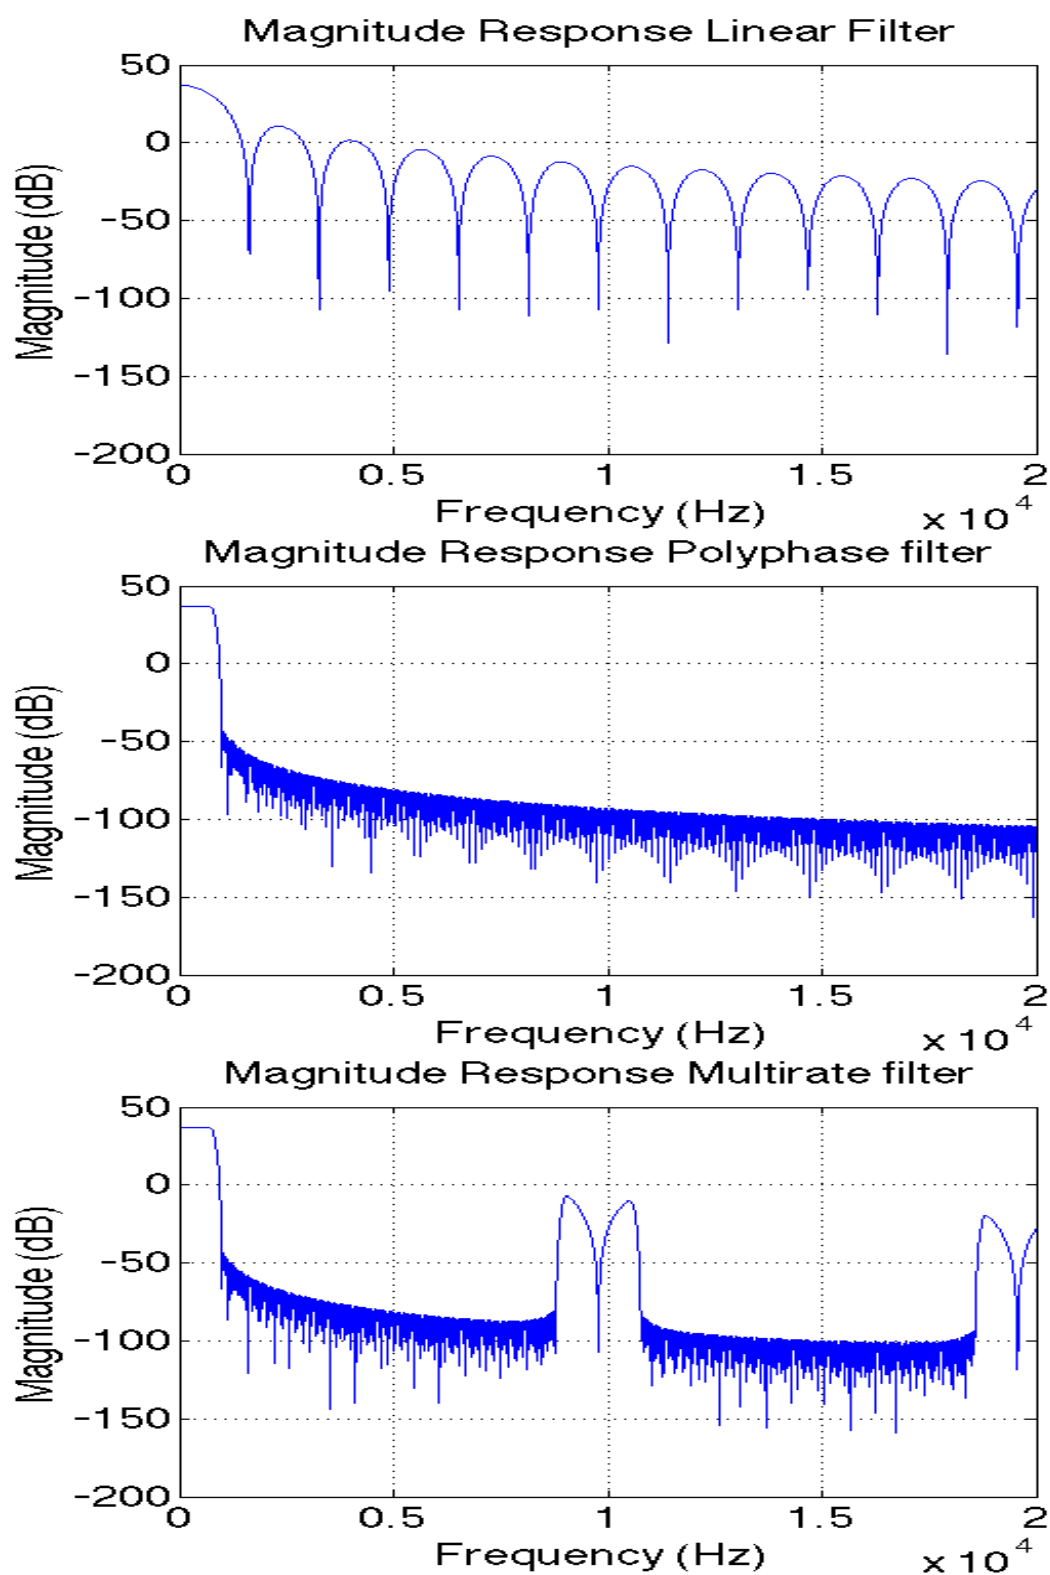 Magnitude Response Linear Filter
50
0
-50
-100
-150
-200
Magnitude (dB)
0 0.5 1 1.5 2
Frequency (Hz)
x 10^4
Magnitude Response Polyphase filter
50
0
-50
-100
-150
-200
Magnitude (dB)
0 0.5 1 1.5 2
Frequency (Hz)
x 10^4
Magnitude Response Multirate filter
50
0
-50
-100
-150
-200
Magnitude (dB)
0 0.5 1 1.5 2
Frequency (Hz)
x 10^4